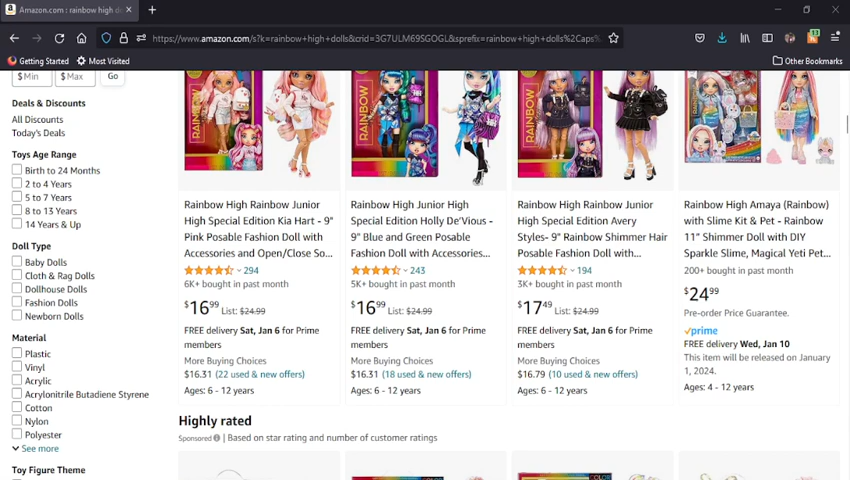 Amazon.com : rainbow high d
https://www.amazon.com/s?k=rainbow+high+dolls&crid=3G7ULM69SGOGL&sprefix=rainbow+high+dolls%2Caps%
Getting Started
Most Visited
Other Bookmarks
$ Min
$ Max
Go
Deals & Discounts
All Discounts
Today's Deals
Toys Age Range
Birth to 24 Months
2 to 4 Years
5 to 7 Years
8 to 13 Years
14 Years & Up
Doll Type
Baby Dolls
Cloth & Rag Dolls
Dollhouse Dolls
Fashion Dolls
Newborn Dolls
Material
Plastic
Vinyl
Acrylic
Acrylonitrile Butadiene Styrene
Cotton
Nylon
Polyester
See more
Toy Figure Theme
RAINBOW
RAINBOW
RAINBOW
Rainbow High Rainbow Junior
High Special Edition Kia Hart - 9"
Pink Posable Fashion Doll with
Accessories and Open/Close So...
294
6K+ bought in past month
$16.99 List: $24.99
FREE delivery Sat, Jan 6 for Prime
members
More Buying Choices
$16.31 (22 used & new offers)
Ages: 6 - 12 years
Rainbow High Junior High
Special Edition Holly De'Vious -
9" Blue and Green Posable
Fashion Doll with Accessories...
243
5K+ bought in past month
$16.99 List: $24.99
FREE delivery Sat, Jan 6 for Prime
members
More Buying Choices
$16.31 (18 used & new offers)
Ages: 6 - 12 years
Rainbow High Rainbow Junior
High Special Edition Avery
Styles- 9" Rainbow Shimmer Hair
Posable Fashion Doll with...
194
3K+ bought in past month
$17.49 List: $24.99
FREE delivery Sat, Jan 6 for Prime
members
More Buying Choices
$16.79 (10 used & new offers)
Ages: 6 - 12 years
Rainbow High Amaya (Rainbow)
with Slime Kit & Pet - Rainbow
11" Shimmer Doll with DIY
Sparkle Slime, Magical Yeti Pet...
200+ bought in past month
$24.99
Pre-order Price Guarantee.
prime
FREE delivery Wed, Jan 10
This item will be released on January
1, 2024.
Ages: 4 - 12 years
Highly rated
Sponsored | Based on star rating and number of customer ratings